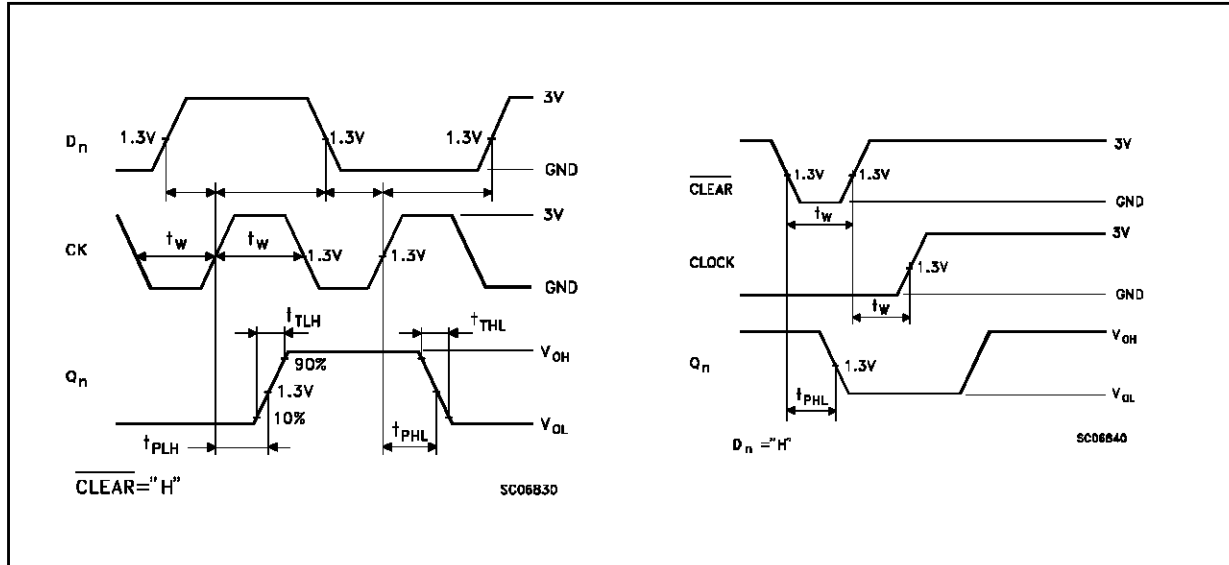 3V
1.3V
1.3V
1.3V
Dn
GND
3V
CK
tW
tW
1.3V
1.3V
GND
tTLH
tTHL
VOH
90%
Qn
1.3V
10%
VOL
tPLH
tPHL
CLEAR="H"
SC06830
3V
1.3V
1.3V
CLEAR
GND
tW
3V
CLOCK
1.3V
GND
tW
VOH
Qn
1.3V
VOL
tPHL
Dn ="H"
SC06840